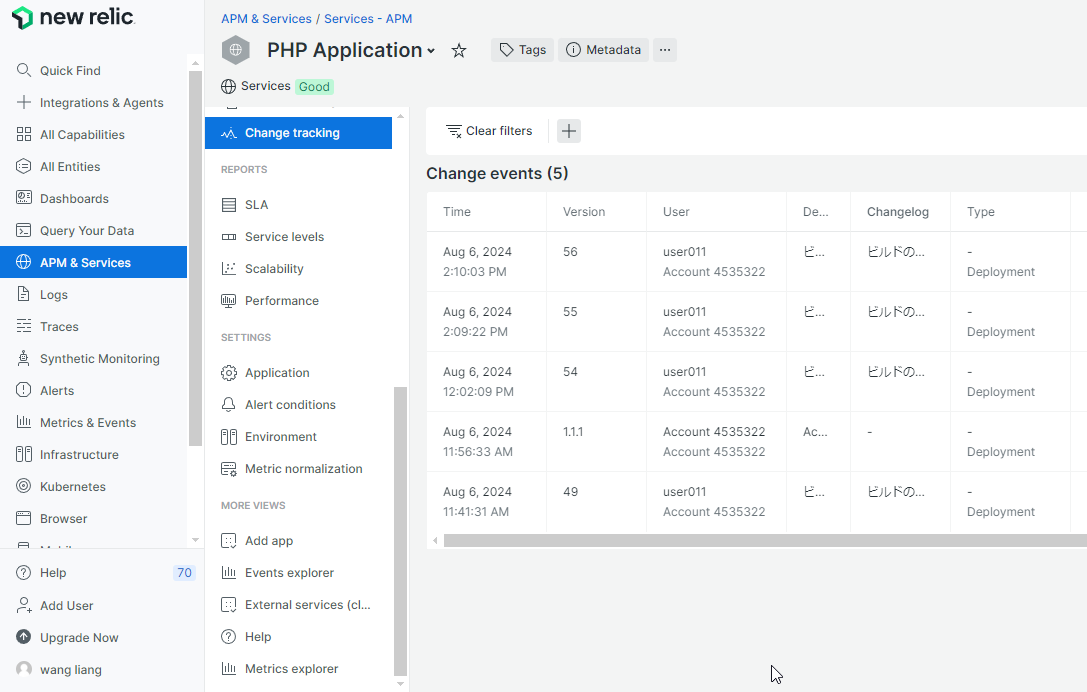 new relic
Quick Find
Integrations & Agents
All Capabilities
All Entities
Dashboards
Query Your Data
APM & Services
Logs
Traces
Synthetic Monitoring
Alerts
Metrics & Events
Infrastructure
Kubernetes
Browser
Help 70
Add User
Upgrade Now
wang liang
APM & Services / Services - APM
PHP Application
Tags
Metadata
...
Services Good
Change tracking
REPORTS
SLA
Service levels
Scalability
Performance
SETTINGS
Application
Alert conditions
Environment
Metric normalization
MORE VIEWS
Add app
Events explorer
External services (cl...
Help
Metrics explorer
Clear filters
Change events (5)
Time Version User De... Changelog Type
Aug 6, 2024 56 user011 ビ... ビルドの... -
2:10:03 PM Account 4535322 Deployment
Aug 6, 2024 55 user011 ビ... ビルドの... -
2:09:22 PM Account 4535322 Deployment
Aug 6, 2024 54 user011 ビ... ビルドの... -
12:02:09 PM Account 4535322 Deployment
Aug 6, 2024 1.1.1 Account 4535322 Ac... - -
11:56:33 AM Account 4535322 Deployment
Aug 6, 2024 49 user011 ビ... ビルドの... -
11:41:31 AM Account 4535322 Deployment